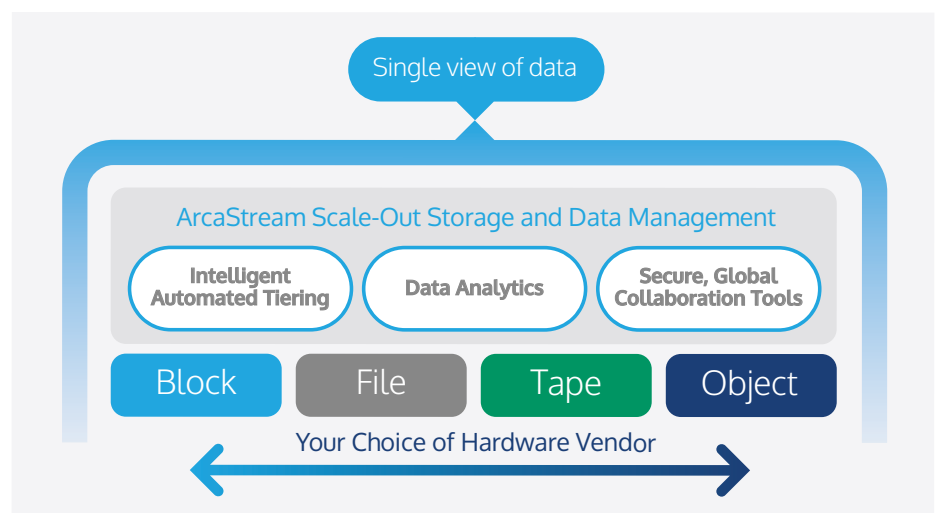 Single view of data
ArcaStream Scale-Out Storage and Data Management
Intelligent
Automated Tiering
Data Analytics
Secure, Global
Collaboration Tools
Block
File
Tape
Object
Your Choice of Hardware Vendor